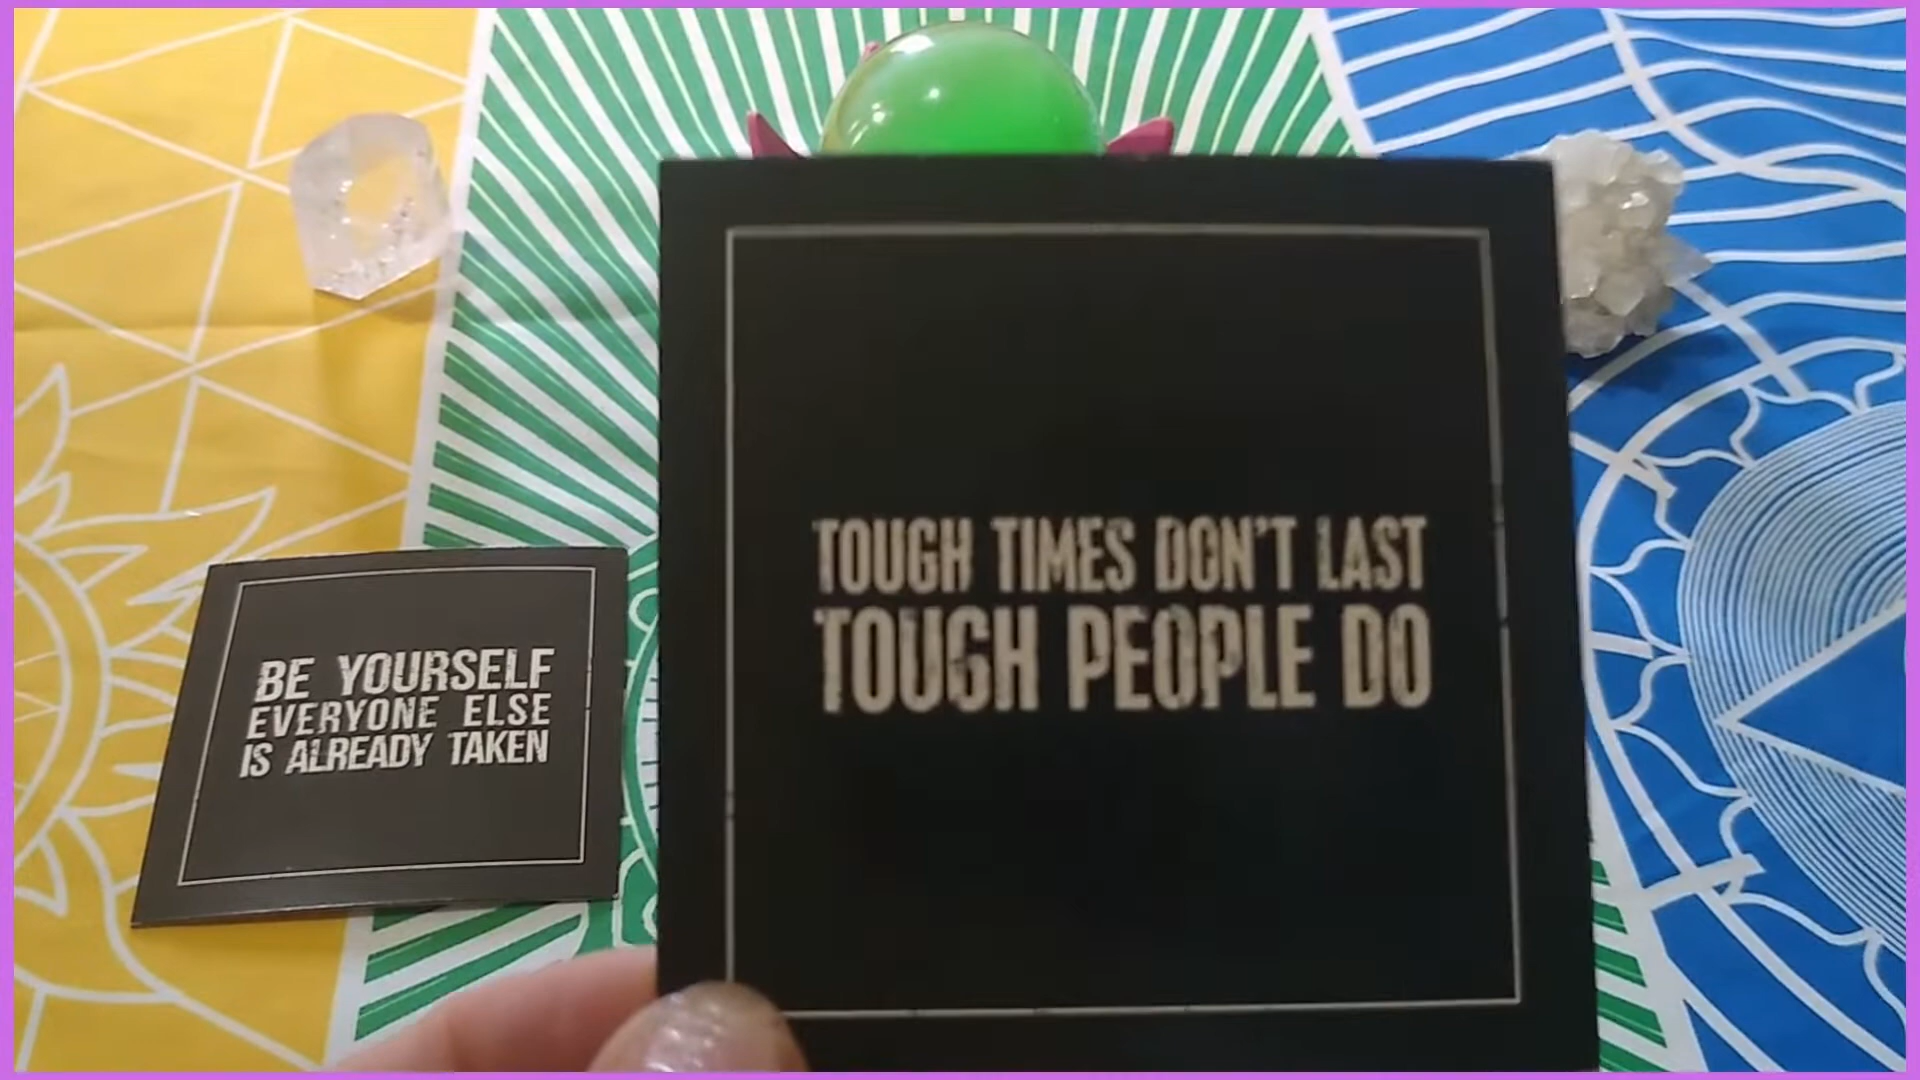 BE YOURSELF
EVERYONE ELSE
IS ALREADY TAKEN
TOUGH TIMES DON'T LAST
TOUGH PEOPLE DO